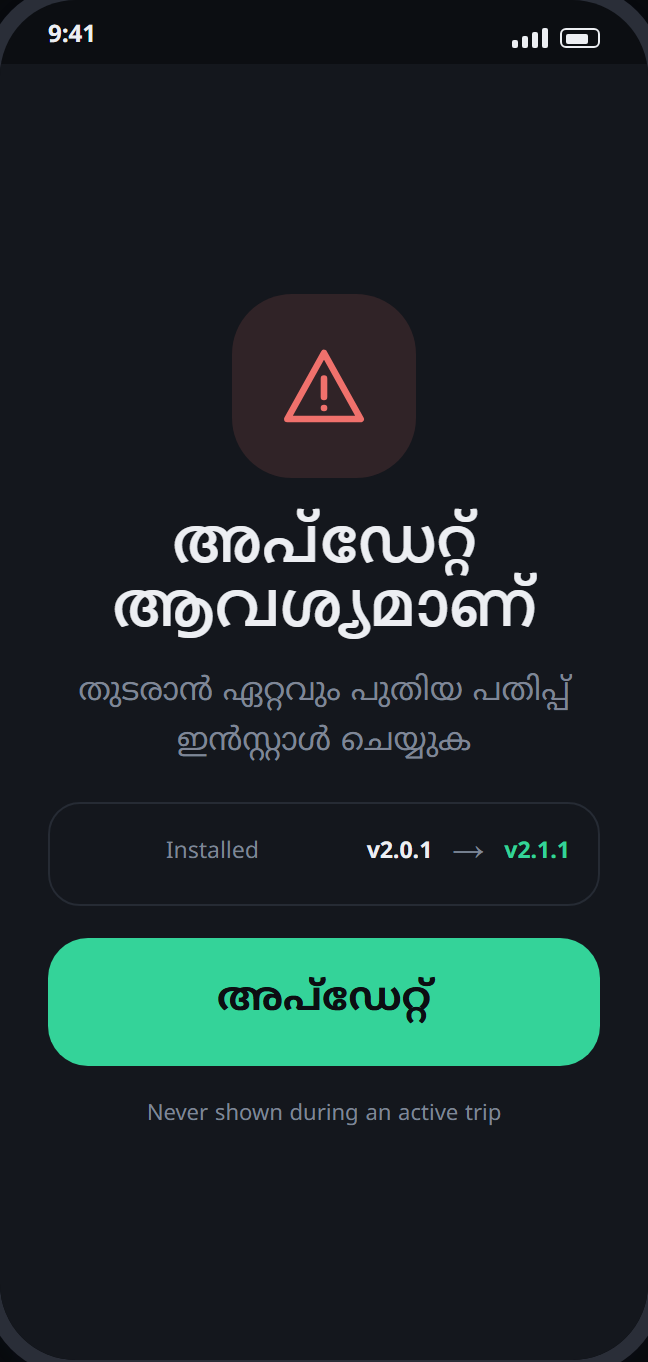 9:41
അപ്ഡേറ്റ്
ആവശ്യമാണ്
തുടരാൻ ഏറ്റവും പുതിയ പതിപ്പ്
ഇൻസ്റ്റാൾ ചെയ്യുക
Installed v2.0.1 → v2.1.1
അപ്ഡേറ്റ്
Never shown during an active trip